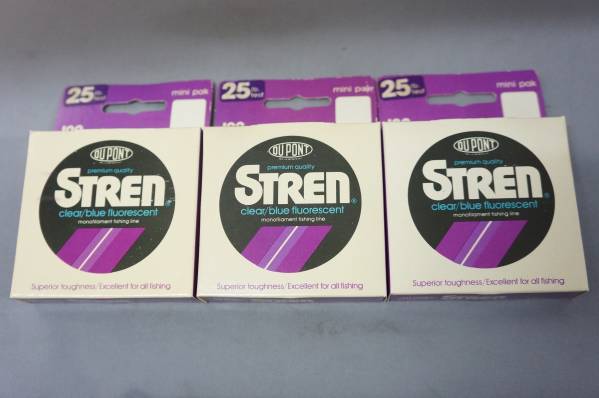 25 lb. test mini pak
DU PONT
premium quality
STREN®
clear/blue fluorescent
monofilament fishing line
Superior toughness/Excellent for all fishing
25 lb. test mini pak
DU PONT
premium quality
STREN®
clear/blue fluorescent
monofilament fishing line
Superior toughness/Excellent for all fishing
25 lb. test mini pak
DU PONT
premium quality
STREN®
clear/blue fluorescent
monofilament fishing line
Superior toughness/Excellent for all fishing